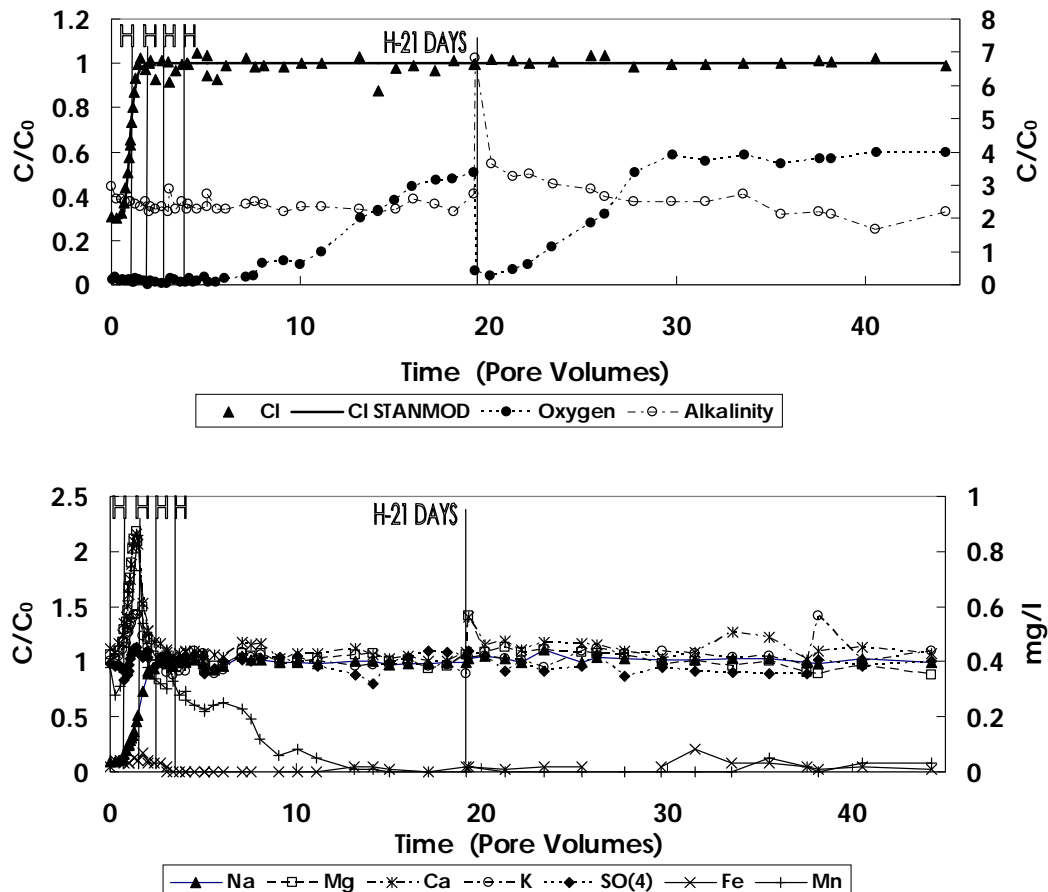 1.2
1
0.8
0.6
0.4
0.2
0
C/C₀
H H H H
H-21 DAYS
8
7
6
5
4
3
2
1
0
C/C₀
0 10 20 30 40
Time (Pore Volumes)
Cl Cl STANMOD Oxygen Alkalinity
2.5
2
1.5
1
0.5
0
C/C₀
H H H H
H-21 DAYS
1
0.8
0.6
0.4
0.2
0
mg/l
0 10 20 30 40
Time (Pore Volumes)
Na Mg Ca K SO(4) Fe Mn